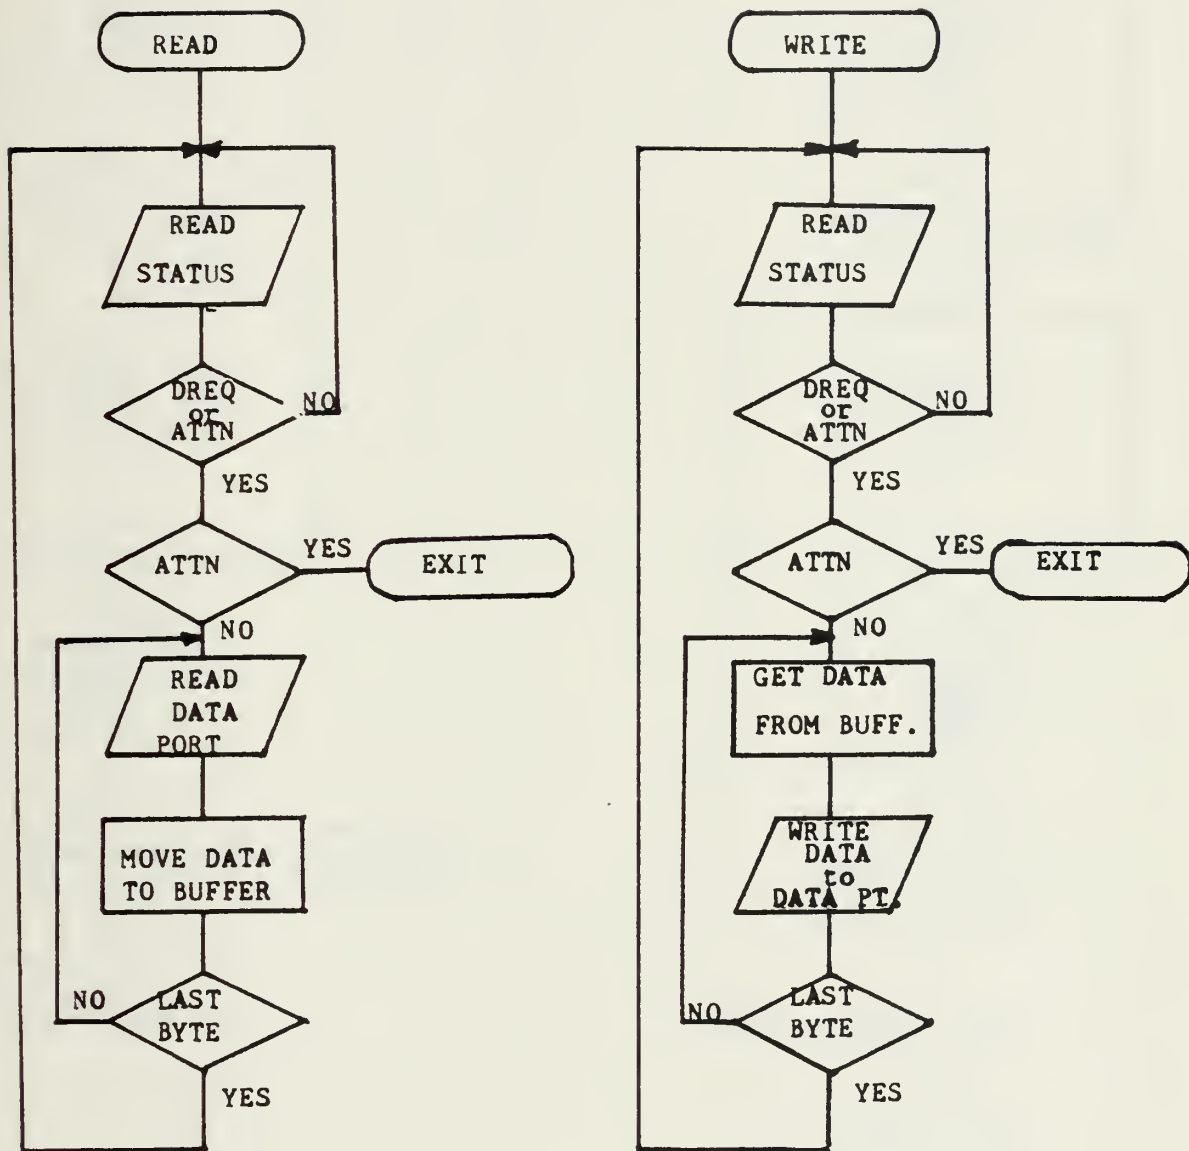 READ
READ
STATUS
DREQ
or
ATTN
NO
YES
ATTN
YES
EXIT
NO
READ
DATA
PORT
MOVE DATA
TO BUFFER
LAST
BYTE
NO
YES
WRITE
READ
STATUS
DREQ
or
ATTN
NO
YES
ATTN
YES
EXIT
NO
GET DATA
FROM BUFF.
WRITE
DATA
to
DATA PT.
LAST
BYTE
NO
YES